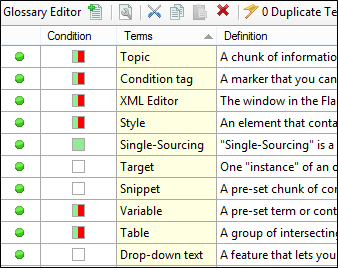 Glossary Editor 0 Duplicate Te
Condition Terms Definition
Topic A chunk of informatio
Condition tag A marker that you can
XML Editor The window in the Fla
Style An element that conta
Single-Sourcing "Single-Sourcing" is a
Target One "instance" of an o
Snippet A pre-set chunk of con
Variable A pre-set term or cont
Table A group of intersecting
Drop-down text A feature that lets you